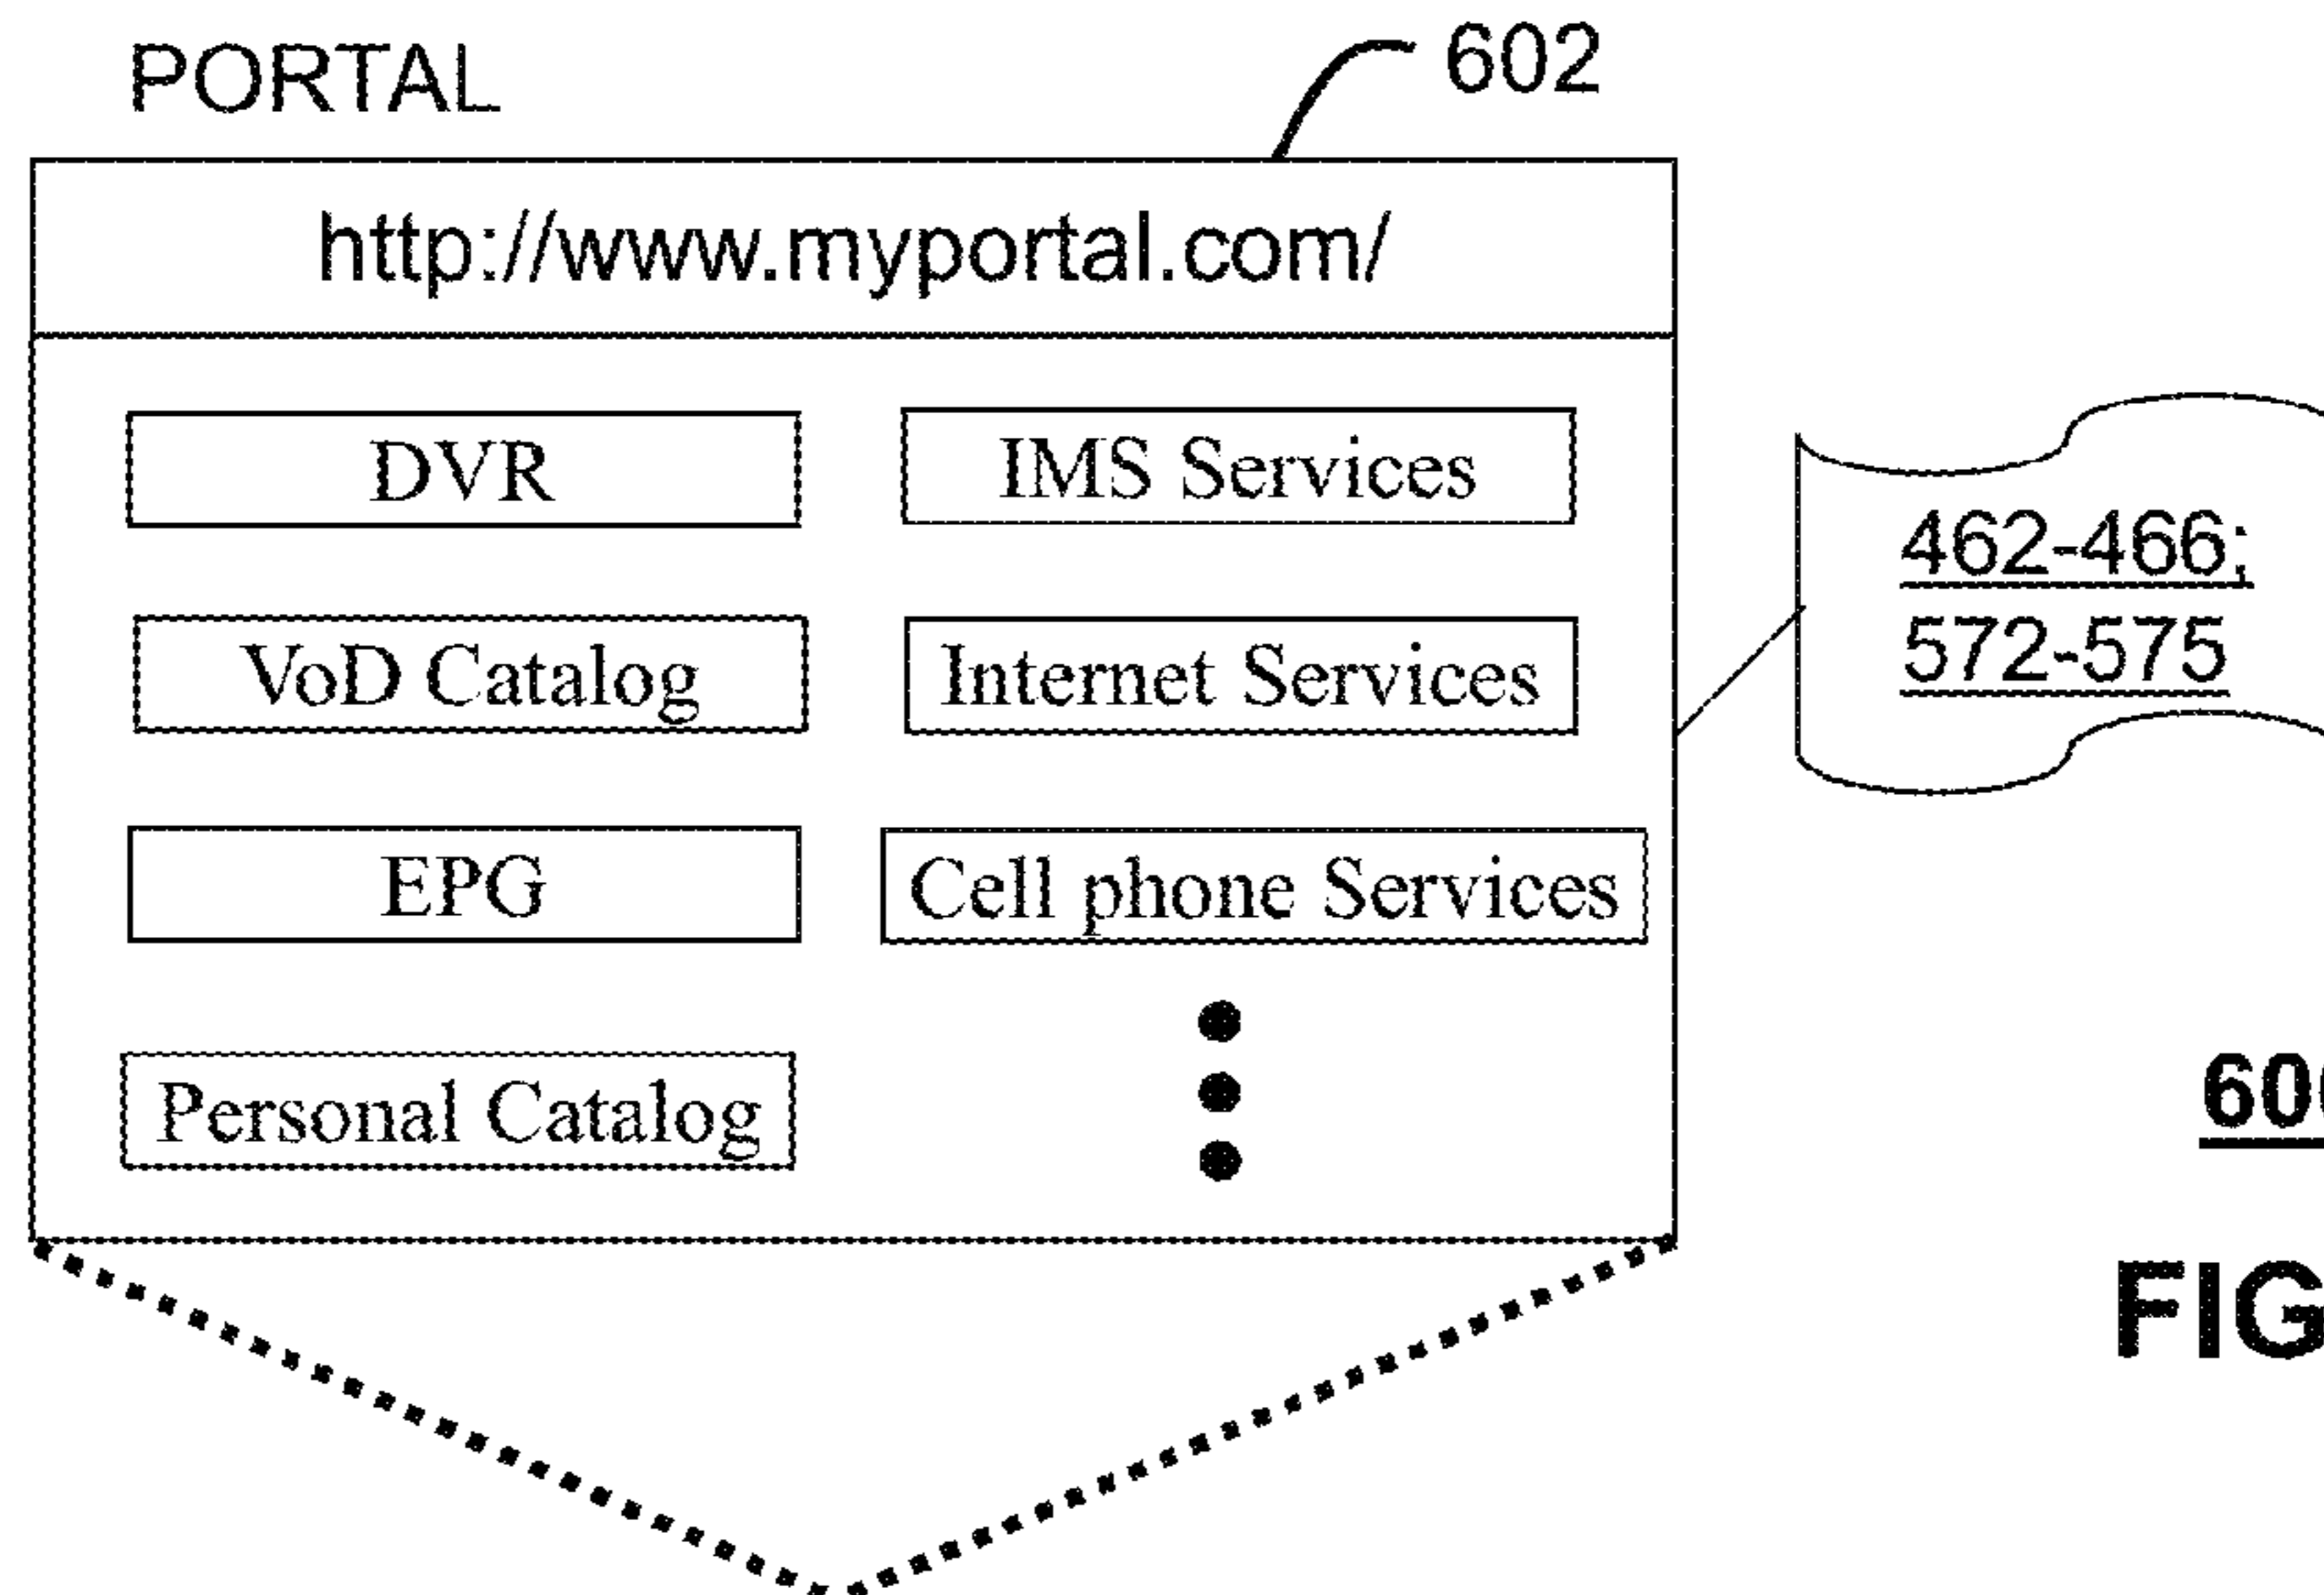 PORTAL
602
http://www.myportal.com/
DVR
IMS Services
462-466;
572-575
VoD Catalog
Internet Services
EPG
Cell phone Services
Personal Catalog
FIG